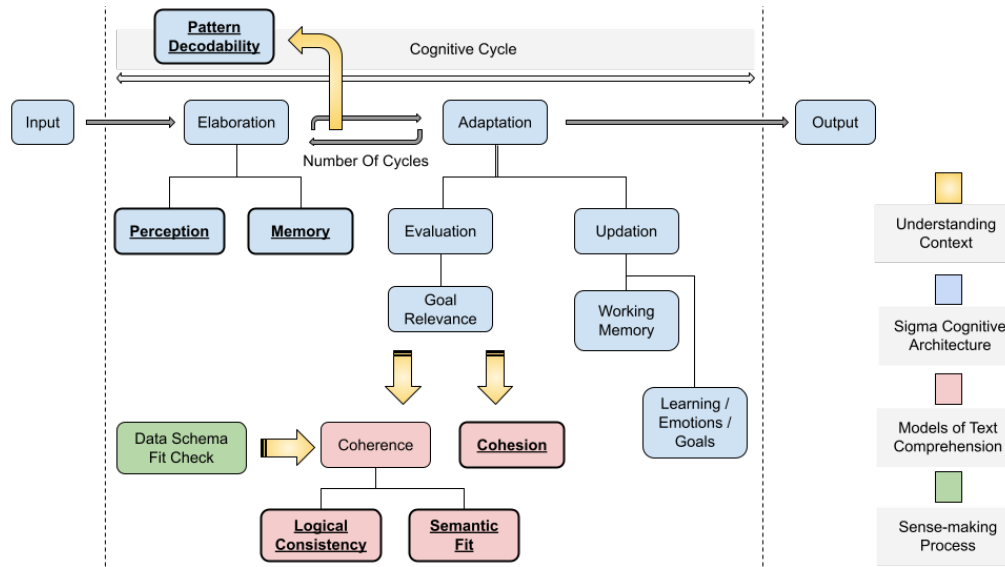 Pattern
Decodability
Cognitive Cycle
Input
Elaboration
Adaptation
Output
Number Of Cycles
Perception
Memory
Evaluation
Updation
Goal
Relevance
Working
Memory
Learning /
Emotions /
Goals
Data Schema
Fit Check
Coherence
Cohesion
Logical
Consistency
Semantic
Fit
Understanding
Context
Sigma Cognitive
Architecture
Models of Text
Comprehension
Sense-making
Process